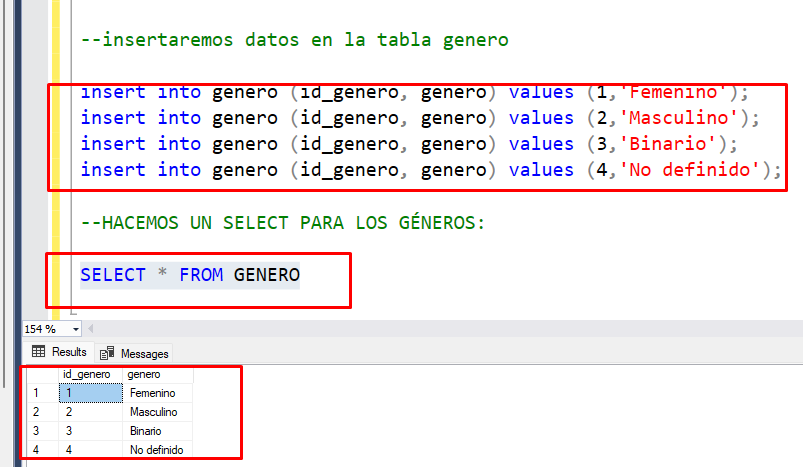 --insertaremos datos en la tabla genero
insert into genero (id_genero, genero) values (1,'Femenino');
insert into genero (id_genero, genero) values (2,'Masculino');
insert into genero (id_genero, genero) values (3,'Binario');
insert into genero (id_genero, genero) values (4,'No definido');
--HACEMOS UN SELECT PARA LOS GÉNEROS:
SELECT * FROM GENERO
154 %
Results Messages
id_genero genero
1 1 Femenino
2 2 Masculino
3 3 Binario
4 4 No definido